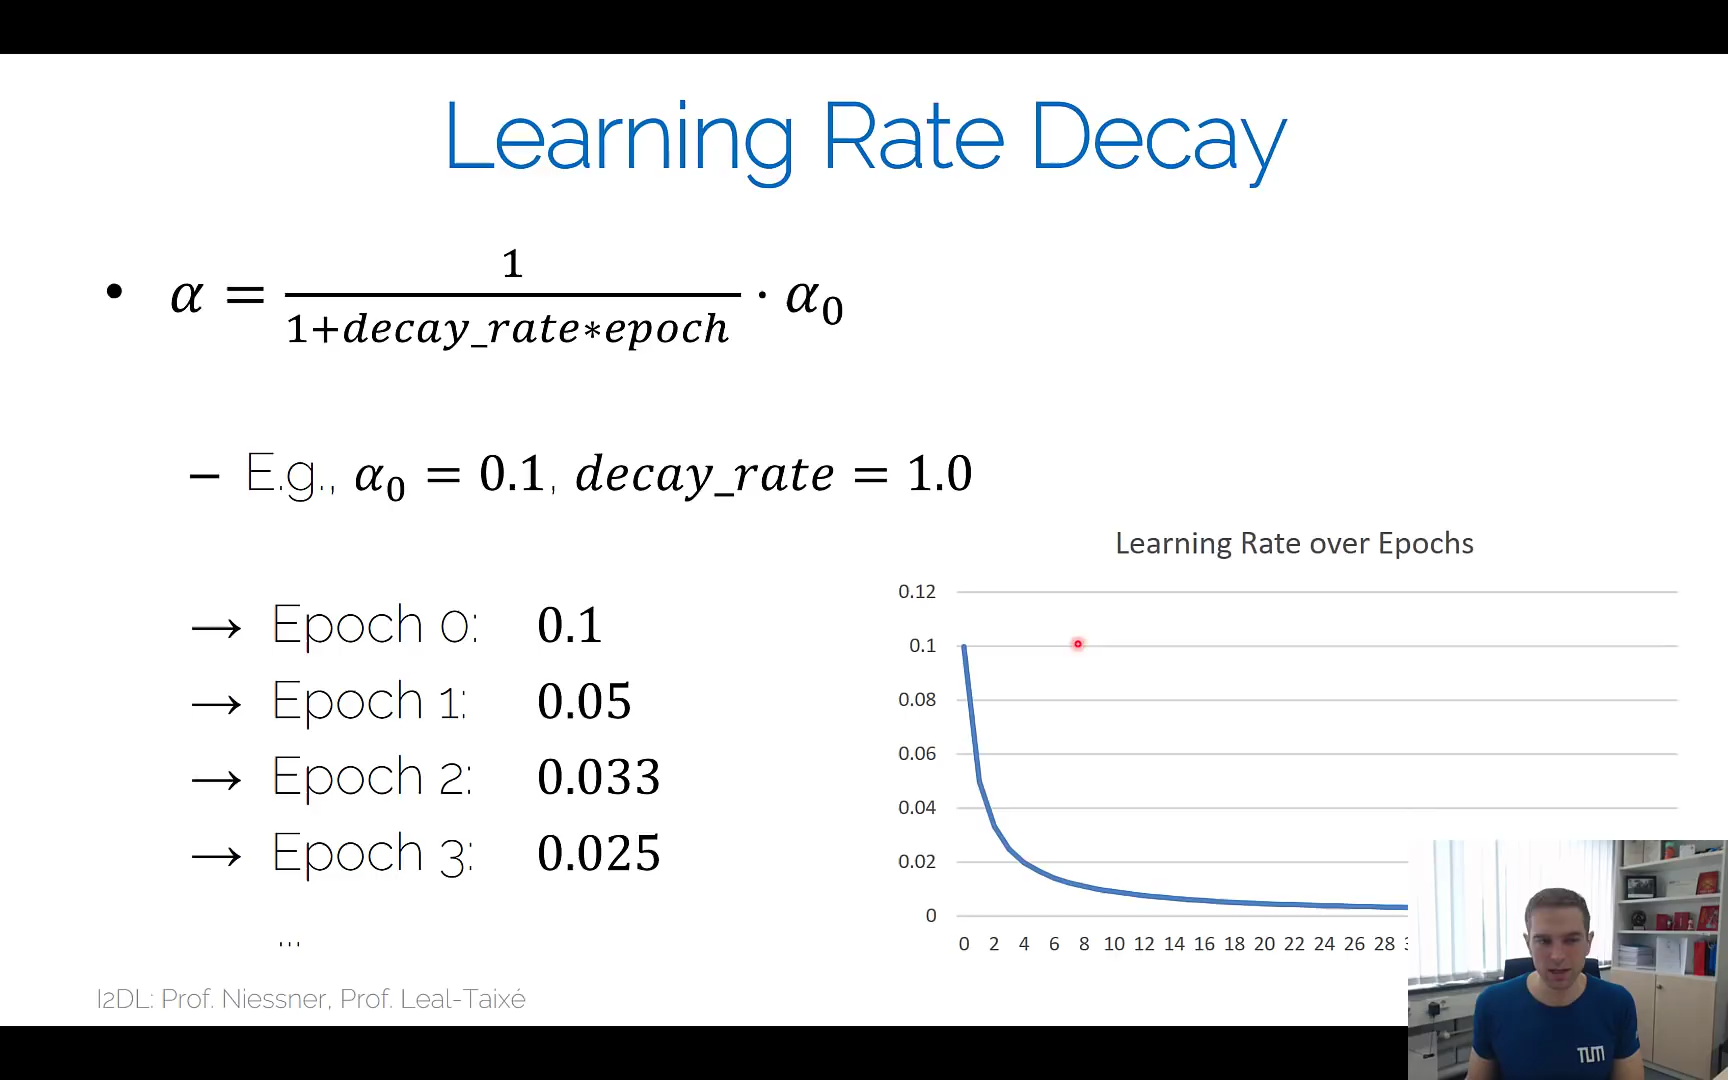 Learning Rate Decay
• α = 1 / (1+decay_rate∗epoch) · α₀
– E.g., α₀ = 0.1, decay_rate = 1.0
→ Epoch 0: 0.1
→ Epoch 1: 0.05
→ Epoch 2: 0.033
→ Epoch 3: 0.025
...
Learning Rate over Epochs
0.12
0.1
0.08
0.06
0.04
0.02
0
0 2 4 6 8 10 12 14 16 18 20 22 24 26 28
I2DL: Prof. Niessner, Prof. Leal-Taixé
TUM